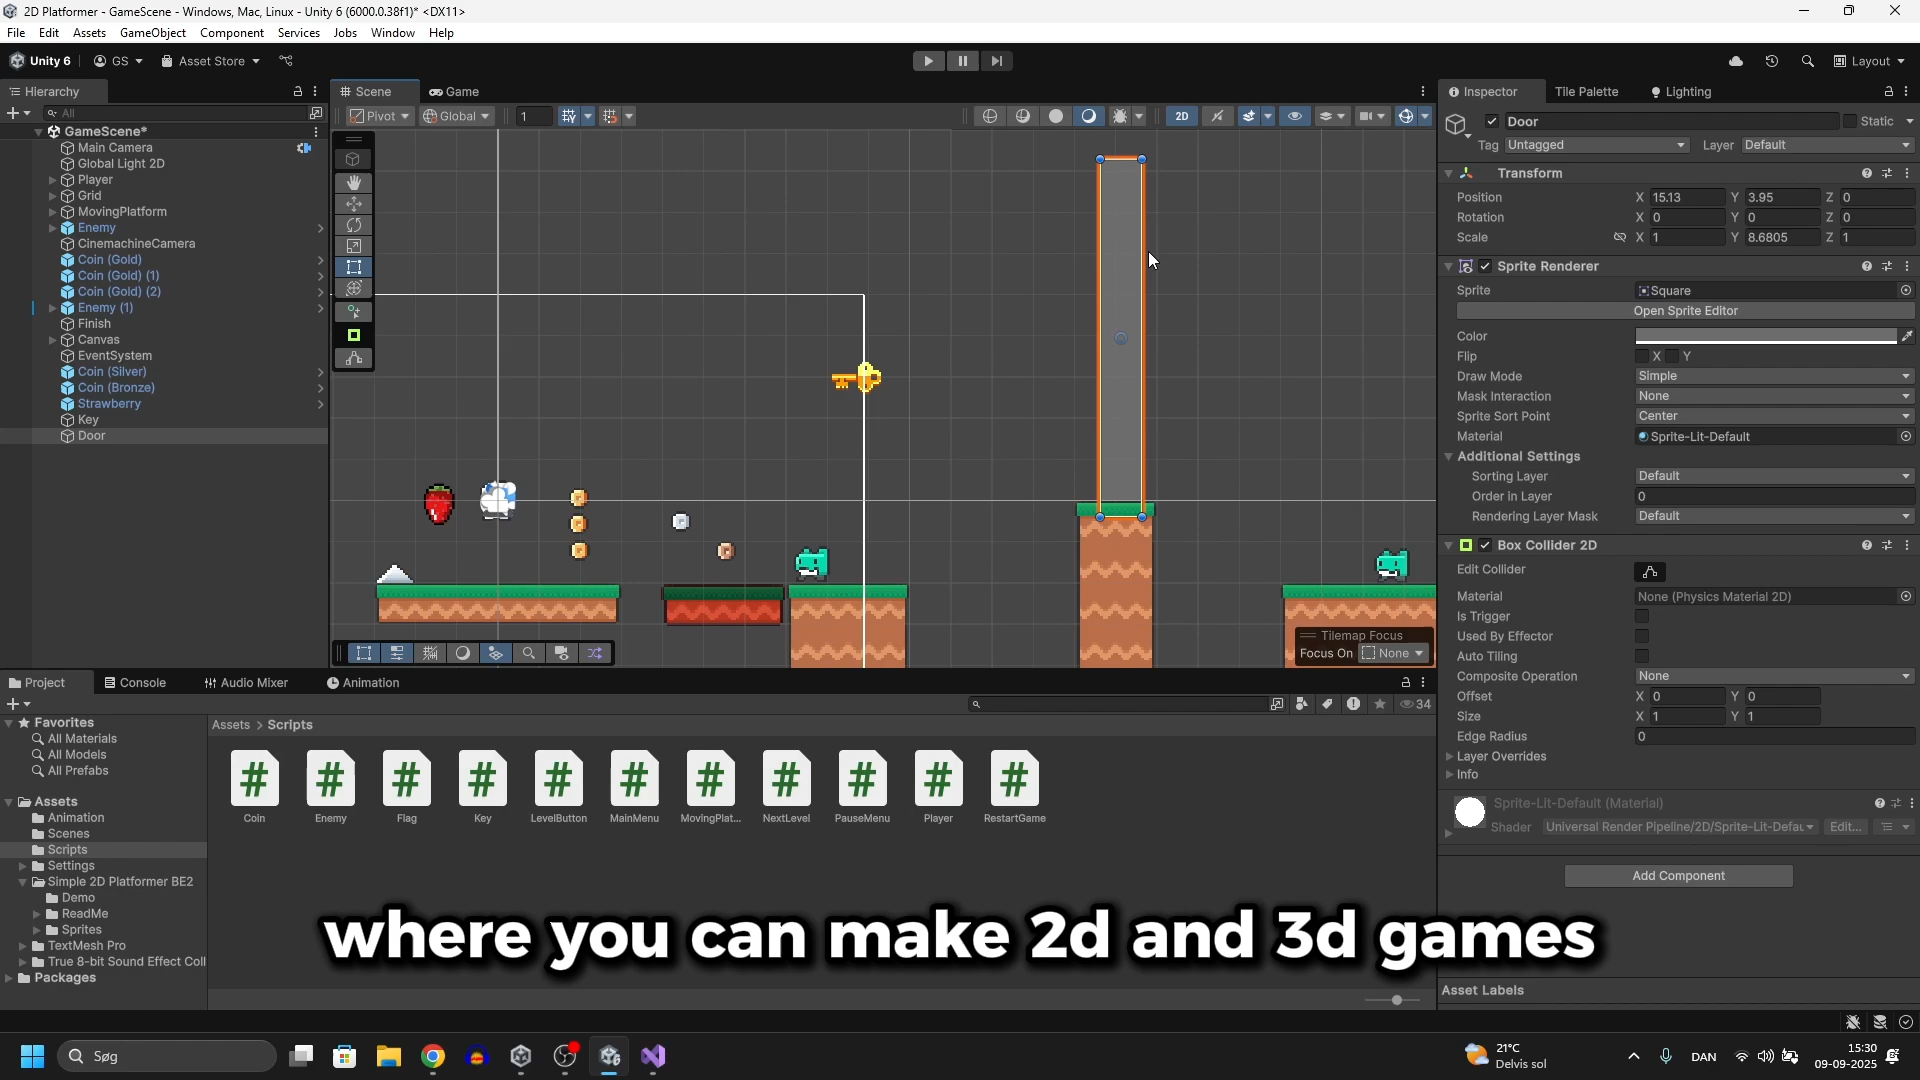 2D Platformer - GameScene - Windows, Mac, Linux - Unity 6 (6000.0.38f1)* <DX11>
File Edit Assets GameObject Component Services Jobs Window Help
Unity 6 GS Asset Store Layout
Hierarchy
All
GameScene*
Main Camera
Global Light 2D
Player
Grid
MovingPlatform
Enemy
CinemachineCamera
Coin (Gold)
Coin (Gold) (1)
Coin (Gold) (2)
Enemy (1)
Finish
Canvas
EventSystem
Coin (Silver)
Coin (Bronze)
Strawberry
Key
Door
Scene Game
Pivot Global 1 2D
Tilemap Focus
Focus On None
Inspector Tile Palette Lighting
Door Static
Tag Untagged Layer Default
Transform
Position X 15.13 Y 3.95 Z 0
Rotation X 0 Y 0 Z 0
Scale X 1 Y 8.6805 Z 1
Sprite Renderer
Sprite Square
Open Sprite Editor
Color
Flip X Y
Draw Mode Simple
Mask Interaction None
Sprite Sort Point Center
Material Sprite-Lit-Default
Additional Settings
Sorting Layer Default
Order in Layer 0
Rendering Layer Mask Default
Box Collider 2D
Edit Collider
Material None (Physics Material 2D)
Is Trigger
Used By Effector
Auto Tiling
Composite Operation None
Offset X 0 Y 0
Size X 1 Y 1
Edge Radius 0
Layer Overrides
Info
Sprite-Lit-Default (Material)
Shader Universal Render Pipeline/2D/Sprite-Lit-Defau Edit...
Add Component
Asset Labels
Project Console Audio Mixer Animation
34
Favorites
All Materials
All Models
All Prefabs
Assets
Animation
Scenes
Scripts
Settings
Simple 2D Platformer BE2
Demo
ReadMe
Sprites
TextMesh Pro
True 8-bit Sound Effect Coll
Packages
Assets > Scripts
Coin Enemy Flag Key LevelButton MainMenu MovingPlat... NextLevel PauseMenu Player RestartGame
where you can make 2d and 3d games
Søg
21°C
Delvis sol
DAN
15:30
09-09-2025